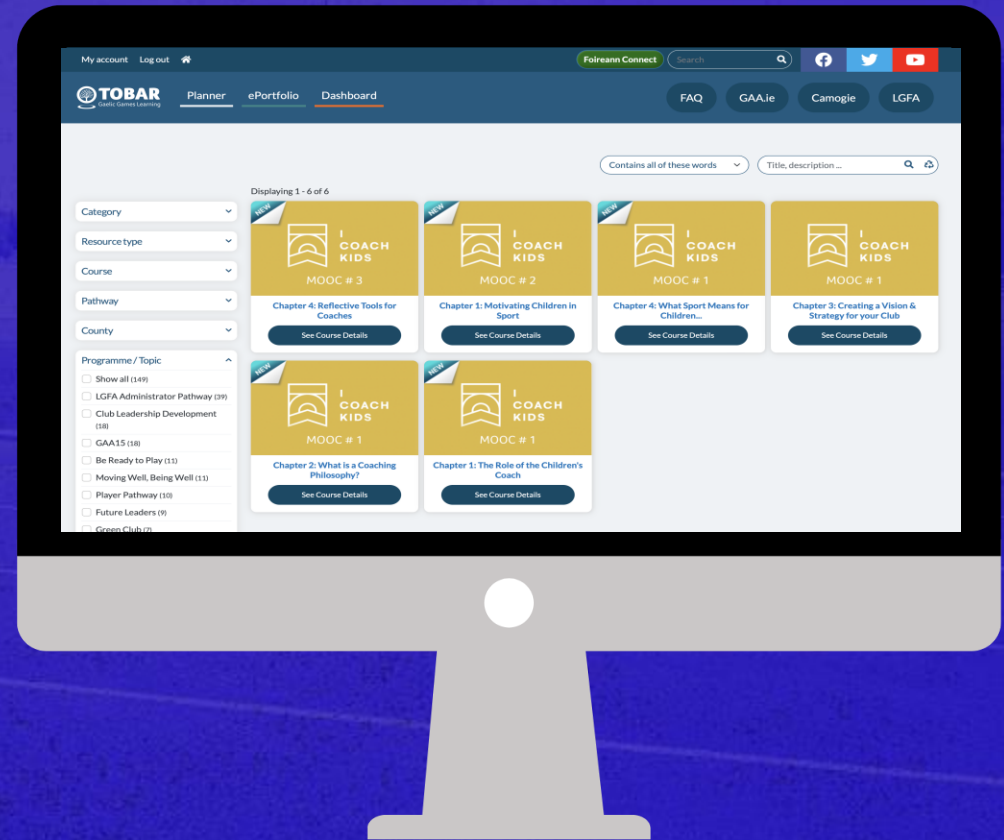 My account Log out
Foireann Connect
Search
TOBAR
Gaelic Games Learning
Planner ePortfolio Dashboard
FAQ GAA.ie Camogie LGFA
Contains all of these words
Title, description ...
Displaying 1 - 6 of 6
Category
Resource type
Course
Pathway
County
Programme / Topic
Show all (149)
LGFA Administrator Pathway (39)
Club Leadership Development
(18)
GAA15 (18)
Be Ready to Play (11)
Moving Well, Being Well (11)
Player Pathway (10)
Future Leaders (9)
Green Club (7)
NEW
I
COACH
KIDS
MOOC # 3
Chapter 4: Reflective Tools for
Coaches
See Course Details
NEW
I
COACH
KIDS
MOOC # 2
Chapter 1: Motivating Children in
Sport
See Course Details
NEW
I
COACH
KIDS
MOOC # 1
Chapter 4: What Sport Means for
Children...
See Course Details
I
COACH
KIDS
MOOC # 1
Chapter 3: Creating a Vision &
Strategy for your Club
See Course Details
NEW
I
COACH
KIDS
MOOC # 1
Chapter 2: What is a Coaching
Philosophy?
See Course Details
NEW
I
COACH
KIDS
MOOC # 1
Chapter 1: The Role of the Children's
Coach
See Course Details